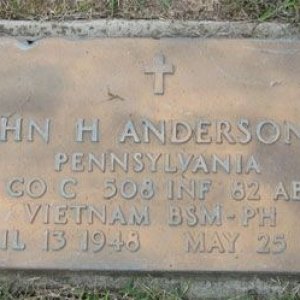 HN H ANDERSON
PENNSYLVANIA
CO C 508 INF 82 AB
VIETNAM BSM-PH
IL 13 1948 MAY 25